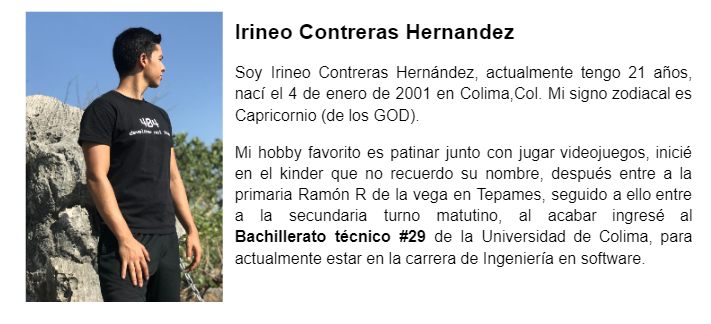 Irineo Contreras Hernandez
Soy Irineo Contreras Hernández, actualmente tengo 21 años,
nací el 4 de enero de 2001 en Colima,Col. Mi signo zodiacal es
Capricornio (de los GOD).
Mi hobby favorito es patinar junto con jugar videojuegos, inicié
en el kinder que no recuerdo su nombre, después entre a la
primaria Ramón R de la vega en Tepames, seguido a ello entre
a la secundaria turno matutino, al acabar ingresé al
Bachillerato técnico #29 de la Universidad de Colima, para
actualmente estar en la carrera de Ingeniería en software.
404